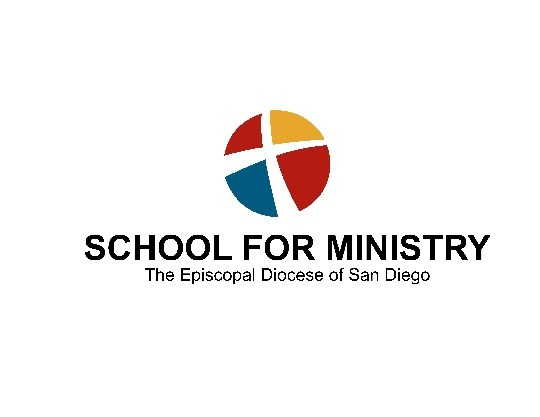 SCHOOL FOR MINISTRY
The Episcopal Diocese of San Diego